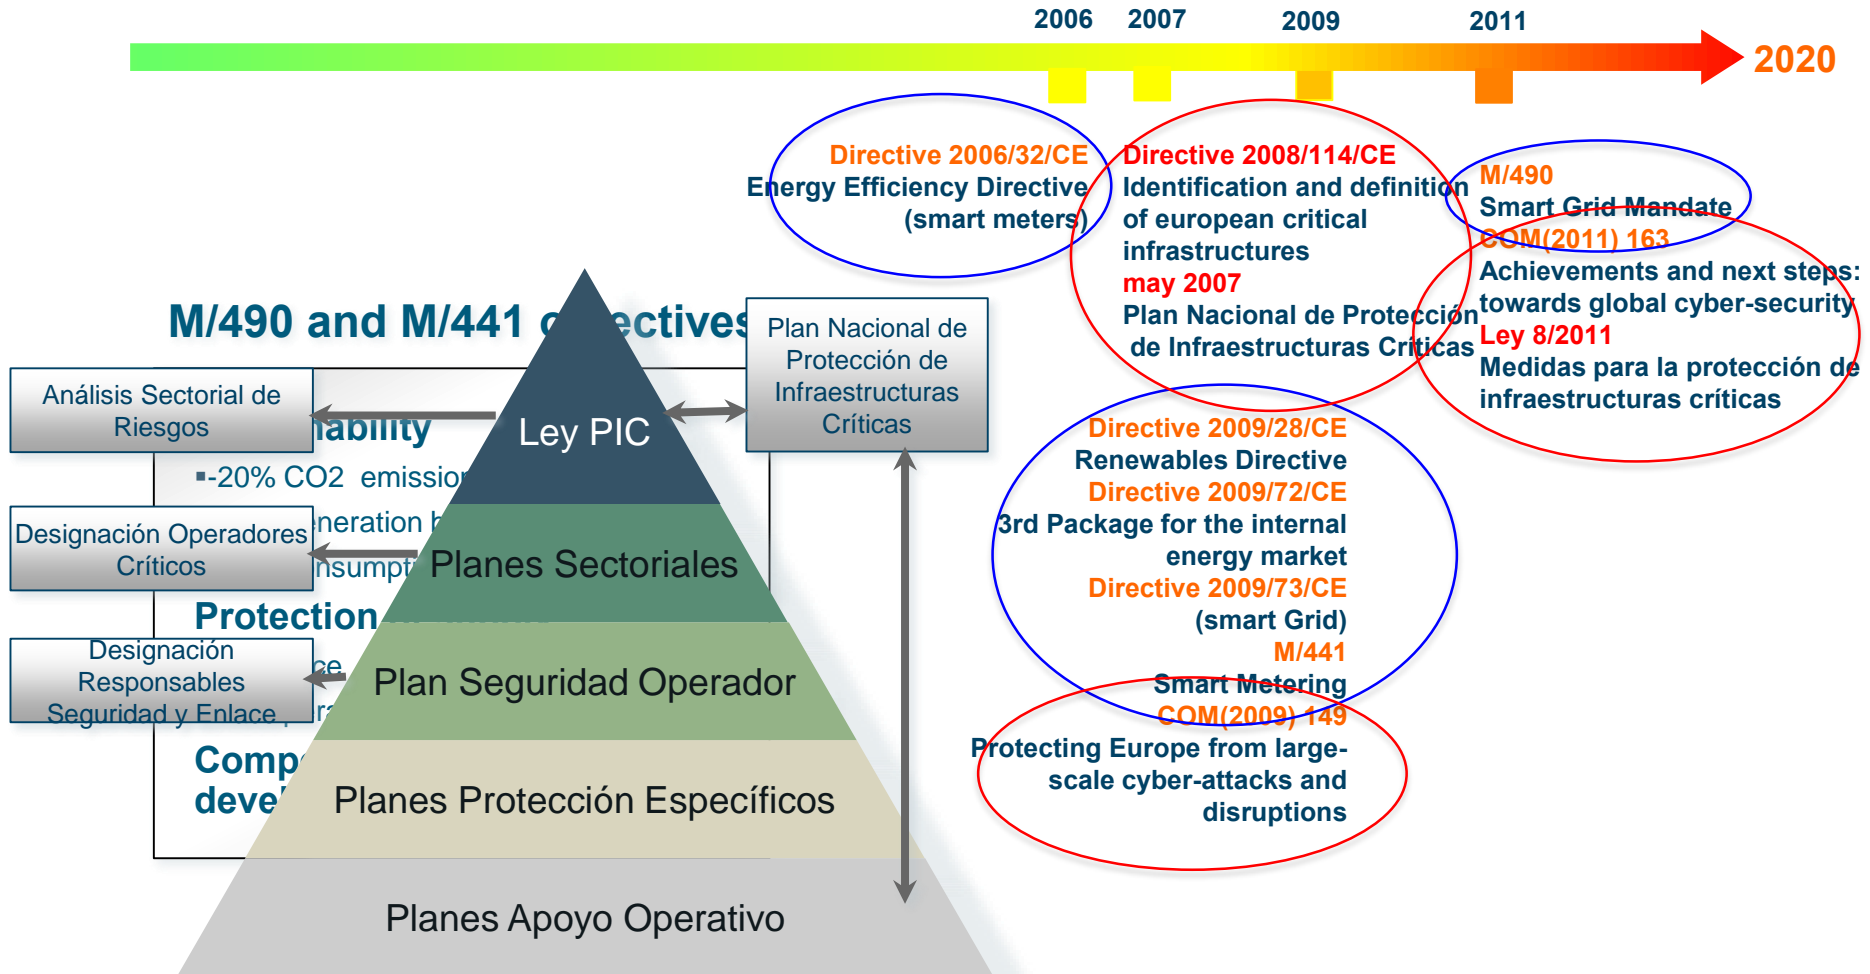 2006
2007
2009
2011
2020
Directive 2006/32/CE
Energy Efficiency Directive
(smart meters)
Directive 2008/114/CE
Identification and definition
of european critical
infrastructures
may 2007
Plan Nacional de Protección
de Infraestructuras Críticas
M/490
Smart Grid Mandate
COM(2011) 163
Achievements and next steps:
towards global cyber-security
Ley 8/2011
Medidas para la protección de
infraestructuras críticas
Directive 2009/28/CE
Renewables Directive
Directive 2009/72/CE
3rd Package for the internal
energy market
Directive 2009/73/CE
(smart Grid)
M/441
Smart Metering
COM(2009) 149
Protecting Europe from large-
scale cyber-attacks and
disruptions
M/490 and M/441
Plan Nacional de
Protección de
Infraestructuras
Críticas
Análisis Sectorial de
Riesgos
Ley PIC
-20% CO2 emission
Designación Operadores
Críticos
Planes Sectoriales
Protection
Designación
Responsables
Seguridad y Enlace
Plan Seguridad Operador
Planes Protección Específicos
Planes Apoyo Operativo